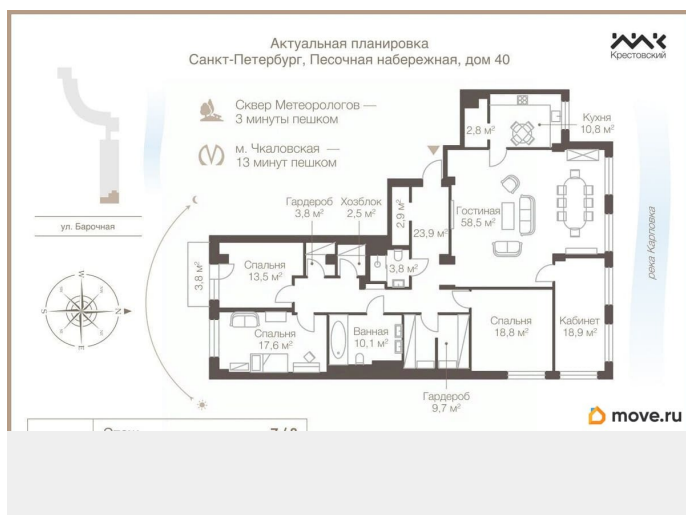 Актуальная планировка
Санкт-Петербург, Песочная набережная, дом 40
Крестовский
Сквер Метеорологов —
3 минуты пешком
м. Чкаловская —
13 минут пешком
ул. Барочная
W
N
S
E
Гардероб
3,8 м²
Хозблок
2,5 м²
2,9 м²
23,9 м²
2,8 м²
Кухня
10,8 м²
Гостиная
58,5 м²
река Карповка
3,8 м²
Спальня
13,5 м²
3,8 м²
Спальня
17,6 м²
Ванная
10,1 м²
Гардероб
9,7 м²
Спальня
18,8 м²
Кабинет
18,9 м²
move.ru